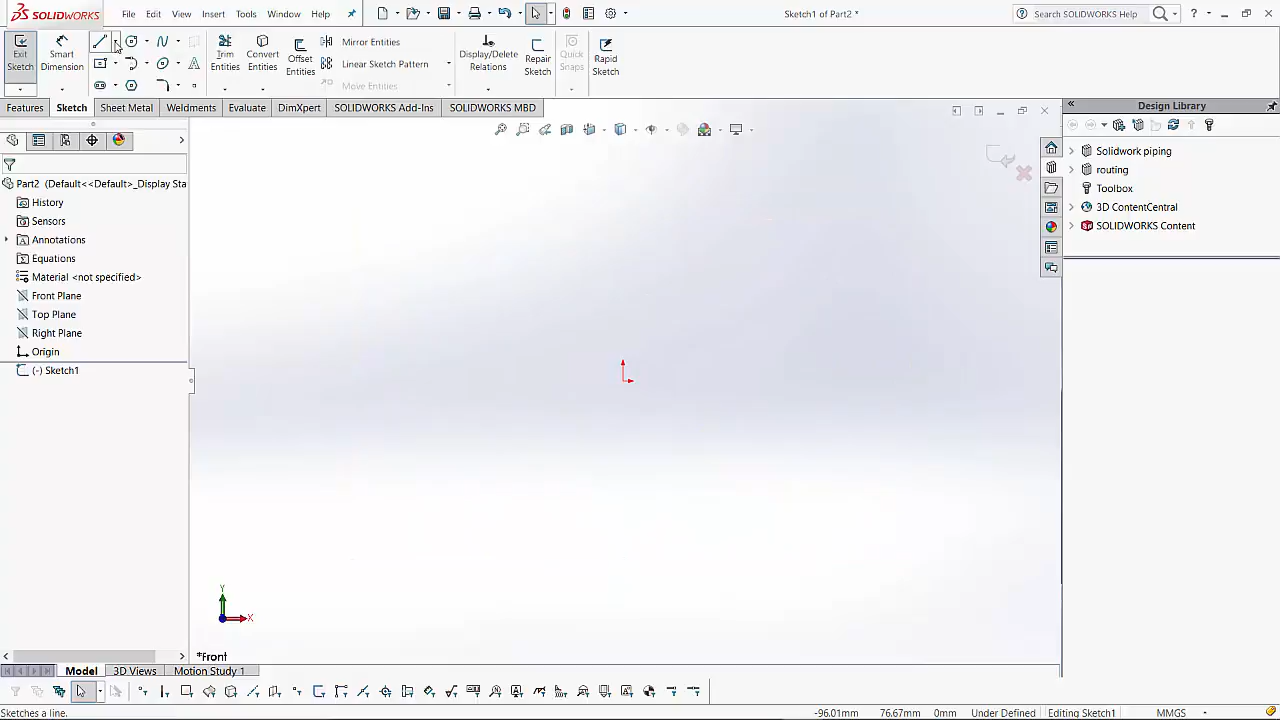 SOLIDWORKS File Edit View Insert Tools Window Help Sketch1 of Part2 * Search SOLIDWORKS Help ?
Exit Sketch Smart Dimension Trim Entities Convert Entities Offset Entities Mirror Entities Linear Sketch Pattern Move Entities Display/Delete Relations Repair Sketch Quick Snaps Rapid Sketch
Features Sketch Sheet Metal Weldments Evaluate DimXpert SOLIDWORKS Add-Ins SOLIDWORKS MBD Design Library
Part2 (Default<<Default>_Display Sta
History
Sensors
Annotations
Equations
Material <not specified>
Front Plane
Top Plane
Right Plane
Origin
(-) Sketch1
Solidwork piping
routing
Toolbox
3D ContentCentral
SOLIDWORKS Content
Y
X
*Front
Model 3D Views Motion Study 1
Sketches a line. -96.01mm 76.67mm 0mm Under Defined Editing Sketch1 MMGS